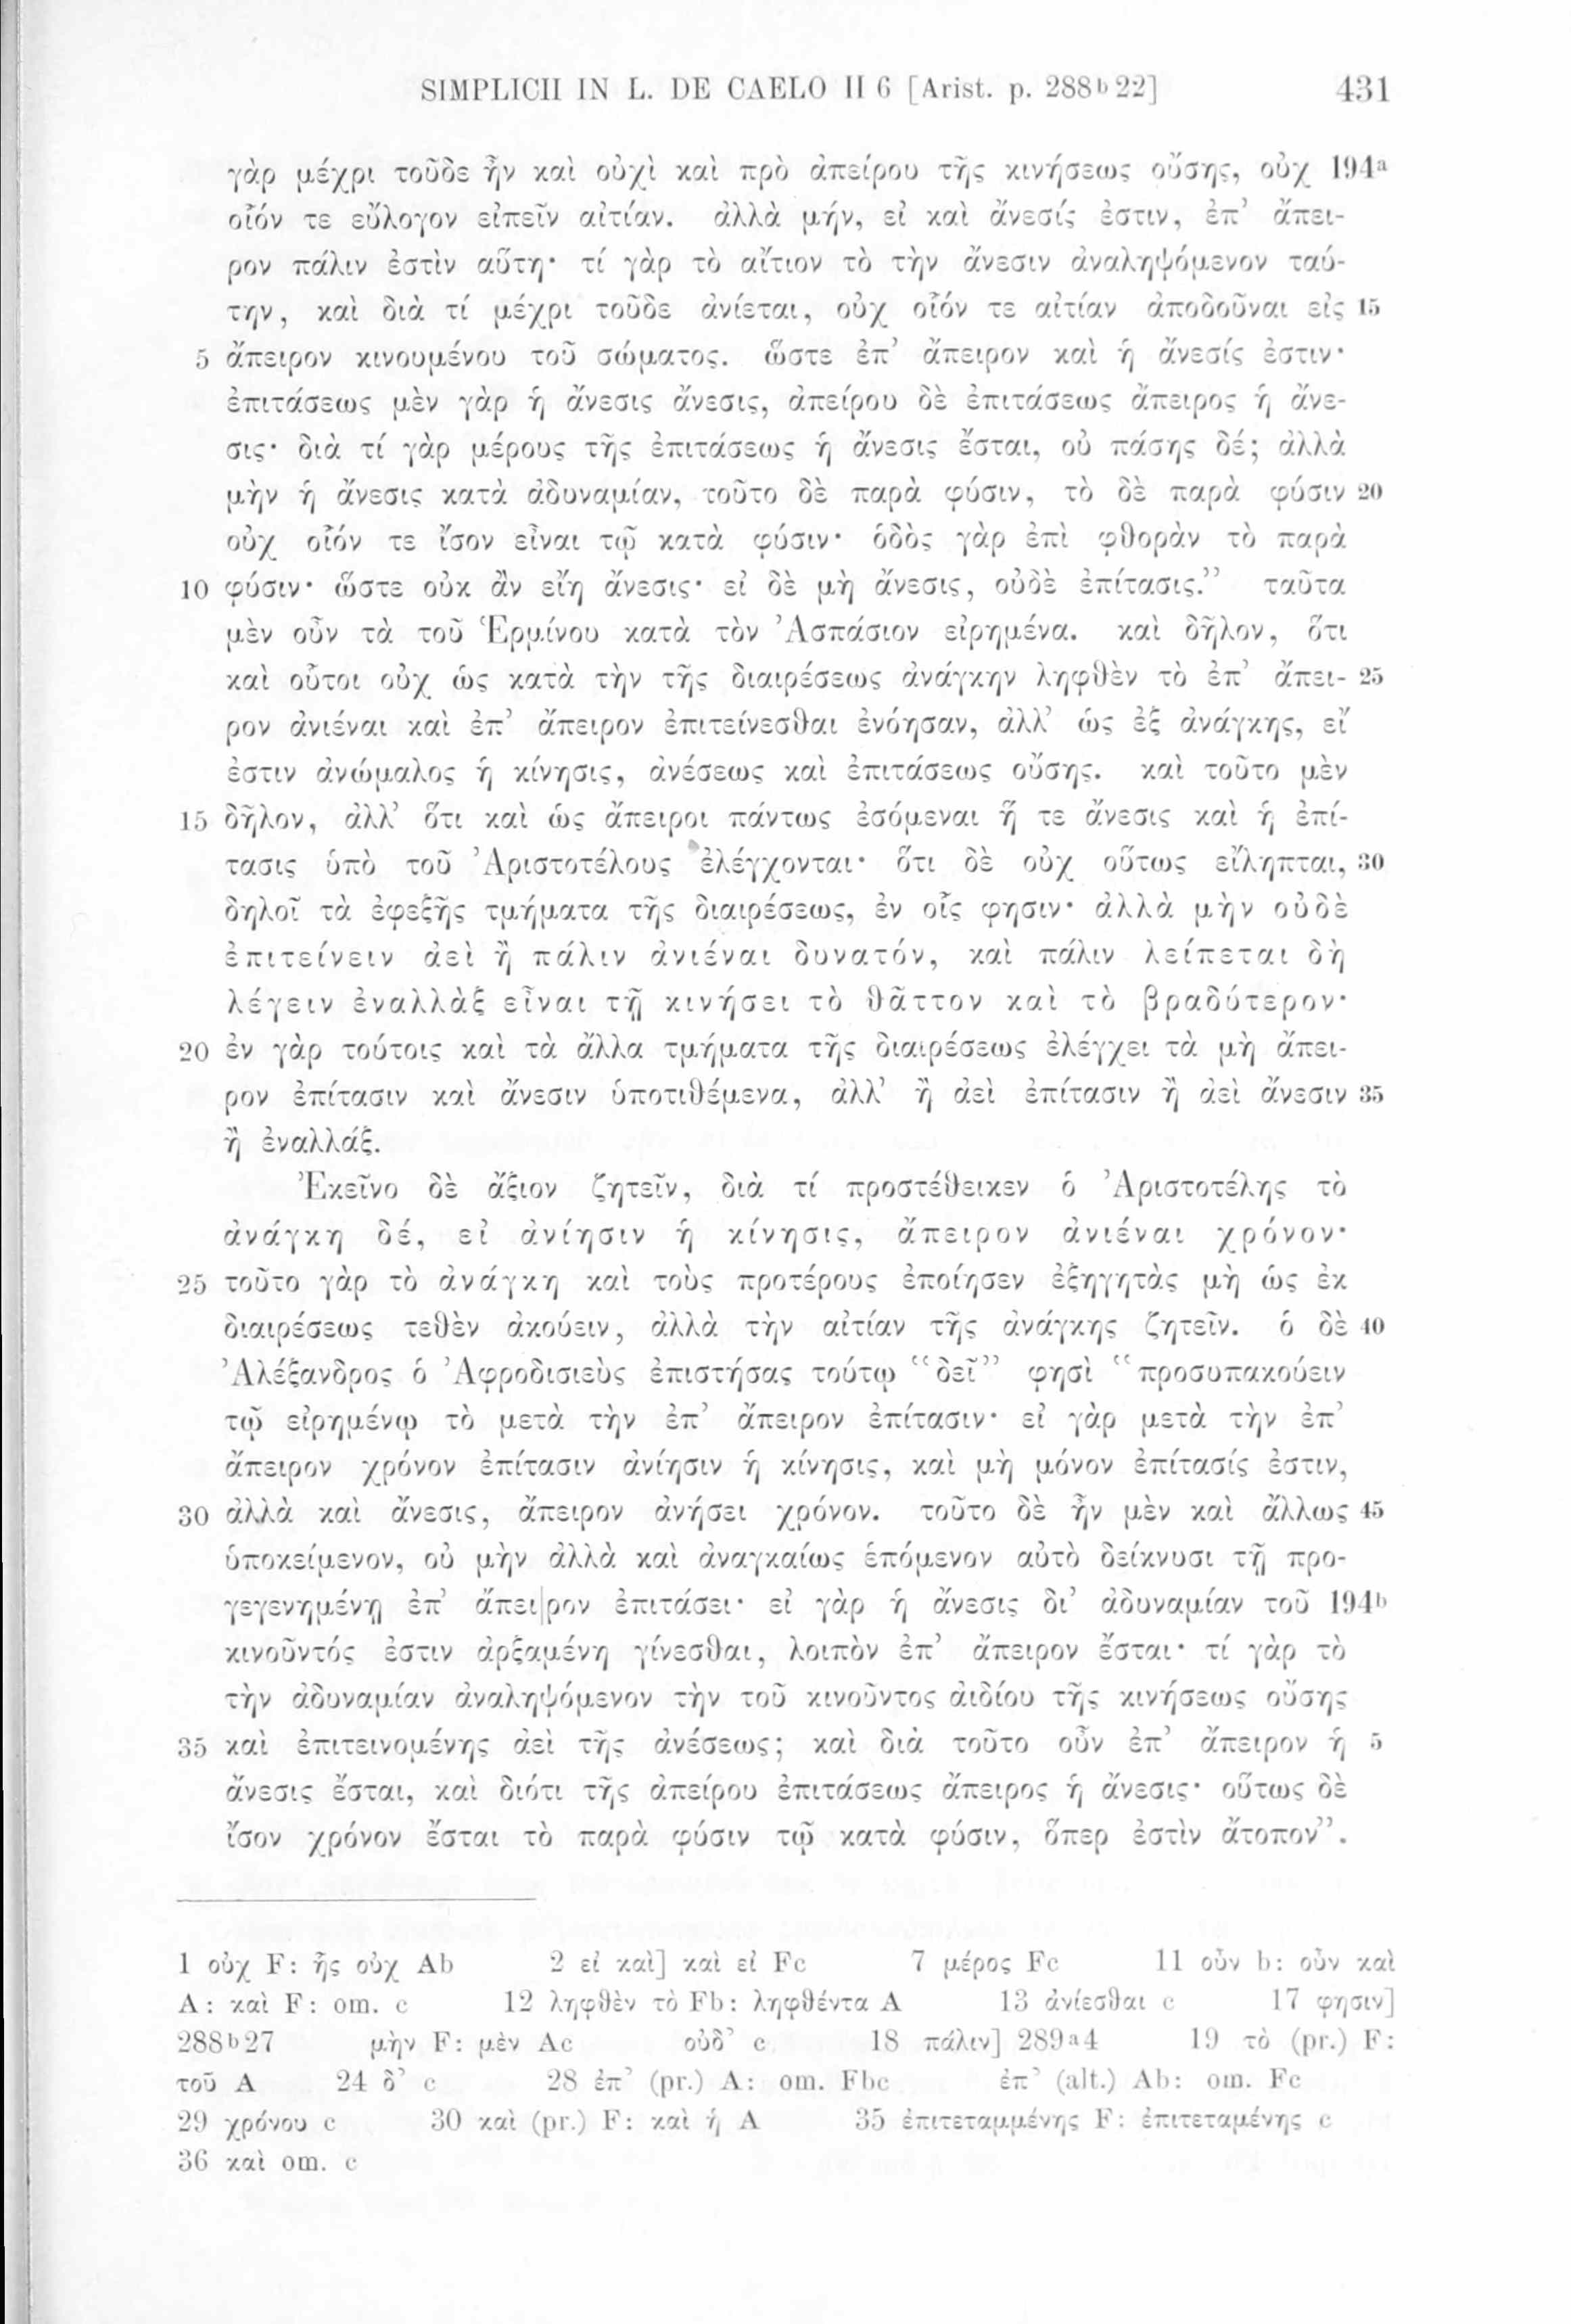 SIMPLICII IN L. DE CAELO II 6 [Arist. p. 288ᵇ22] 431
γὰρ μέχρι τοῦδε ἦν καὶ οὐχὶ καὶ πρὸ ἀπείρου τῆς κινήσεως οὔσης, οὐχ 194ᵃ
οἷόν τε εὔλογον εἰπεῖν αἰτίαν. ἀλλὰ μήν, εἰ καὶ ἄνεσίς ἐστιν, ἐπ’ ἄπει-
ρον πάλιν ἐστὶν αὕτη· τί γὰρ τὸ αἴτιον τὸ τὴν ἄνεσιν ἀναληψόμενον ταύ-
την, καὶ διὰ τί μέχρι τοῦδε ἀνίεται, οὐχ οἷόν τε αἰτίαν ἀποδοῦναι εἰς 15
5 ἄπειρον κινουμένου τοῦ σώματος. ὥστε ἐπ’ ἄπειρον καὶ ἡ ἄνεσίς ἐστιν·
ἐπιτάσεως μὲν γὰρ ἡ ἄνεσις ἄνεσις, ἀπείρου δὲ ἐπιτάσεως ἄπειρος ἡ ἄνε-
σις· διὰ τί γὰρ μέρους τῆς ἐπιτάσεως ἡ ἄνεσις ἔσται, οὐ πάσης δέ; ἀλλὰ
μὴν ἡ ἄνεσις κατὰ ἀδυναμίαν, τοῦτο δὲ παρὰ φύσιν, τὸ δὲ παρὰ φύσιν 20
οὐχ οἷόν τε ἴσον εἶναι τῷ κατὰ φύσιν· ὁδὸς γὰρ ἐπὶ φθορὰν τὸ παρὰ
10 φύσιν· ὥστε οὐκ ἂν εἴη ἄνεσις· εἰ δὲ μὴ ἄνεσις, οὐδὲ ἐπίτασις.” ταῦτα
μὲν οὖν τὰ τοῦ Ἑρμίνου κατὰ τὸν Ἀσπάσιον εἰρημένα. καὶ δῆλον, ὅτι
καὶ οὗτοι οὐχ ὡς κατὰ τὴν τῆς διαιρέσεως ἀνάγκην ληφθὲν τὸ ἐπ’ ἄπει- 25
ρον ἀνιέναι καὶ ἐπ’ ἄπειρον ἐπιτείνεσθαι ἐνόησαν, ἀλλ’ ὡς ἐξ ἀνάγκης, εἴ
ἐστιν ἀνώμαλος ἡ κίνησις, ἀνέσεως καὶ ἐπιτάσεως οὔσης. καὶ τοῦτο μὲν
15 δῆλον, ἀλλ’ ὅτι καὶ ὡς ἄπειροι πάντως ἐσόμεναι ἥ τε ἄνεσις καὶ ἡ ἐπί-
τασις ὑπὸ τοῦ Ἀριστοτέλους ἐλέγχονται· ὅτι δὲ οὐχ οὕτως εἴληπται, 30
δηλοῖ τὰ ἐφεξῆς τμήματα τῆς διαιρέσεως, ἐν οἷς φησιν· ἀλλὰ μὴν οὐδὲ
ἐπιτείνειν ἀεὶ ἢ πάλιν ἀνιέναι δυνατόν, καὶ πάλιν λείπεται δὴ
λέγειν ἐναλλὰξ εἶναι τῇ κινήσει τὸ θᾶττον καὶ τὸ βραδύτερον·
20 ἐν γὰρ τούτοις καὶ τὰ ἄλλα τμήματα τῆς διαιρέσεως ἐλέγχει τὰ μὴ ἄπει-
ρον ἐπίτασιν καὶ ἄνεσιν ὑποτιθέμενα, ἀλλ’ ἢ ἀεὶ ἐπίτασιν ἢ ἀεὶ ἄνεσιν 35
ἢ ἐναλλάξ.
Ἐκεῖνο δὲ ἄξιον ζητεῖν, διὰ τί προστέθεικεν ὁ Ἀριστοτέλης τὸ
ἀνάγκη δέ, εἰ ἀνίησιν ἡ κίνησις, ἄπειρον ἀνιέναι χρόνον·
25 τοῦτο γὰρ τὸ ἀνάγκη καὶ τοὺς προτέρους ἐποίησεν ἐξηγητὰς μὴ ὡς ἐκ
διαιρέσεως τεθὲν ἀκούειν, ἀλλὰ τὴν αἰτίαν τῆς ἀνάγκης ζητεῖν. ὁ δὲ 40
Ἀλέξανδρος ὁ Ἀφροδισιεὺς ἐπιστήσας τούτῳ “δεῖ” φησὶ “προσυπακούειν
τῷ εἰρημένῳ τὸ μετὰ τὴν ἐπ’ ἄπειρον ἐπίτασιν· εἰ γὰρ μετὰ τὴν ἐπ’
ἄπειρον χρόνον ἐπίτασιν ἀνίησιν ἡ κίνησις, καὶ μὴ μόνον ἐπίτασίς ἐστιν,
30 ἀλλὰ καὶ ἄνεσις, ἄπειρον ἀνήσει χρόνον. τοῦτο δὲ ἦν μὲν καὶ ἄλλως 45
ὑποκείμενον, οὐ μὴν ἀλλὰ καὶ ἀναγκαίως ἑπόμενον αὐτὸ δείκνυσι τῇ προ-
γεγενημένῃ ἐπ’ ἄπει|ρον ἐπιτάσει· εἰ γὰρ ἡ ἄνεσις δι’ ἀδυναμίαν τοῦ 194ᵇ
κινοῦντός ἐστιν ἀρξαμένη γίνεσθαι, λοιπὸν ἐπ’ ἄπειρον ἔσται· τί γὰρ τὸ
τὴν ἀδυναμίαν ἀναληψόμενον τὴν τοῦ κινοῦντος ἀιδίου τῆς κινήσεως οὔσης
35 καὶ ἐπιτεινομένης ἀεὶ τῆς ἀνέσεως; καὶ διὰ τοῦτο οὖν ἐπ’ ἄπειρον ἡ 5
ἄνεσις ἔσται, καὶ διότι τῆς ἀπείρου ἐπιτάσεως ἄπειρος ἡ ἄνεσις· οὕτως δὲ
ἴσον χρόνον ἔσται τὸ παρὰ φύσιν τῷ κατὰ φύσιν, ὅπερ ἐστὶν ἄτοπον”.
1 οὐχ F: ἧς οὐχ Ab 2 εἰ καὶ] καὶ εἰ Fc 7 μέρος Fc 11 οὖν b: οὖν καὶ
A: καὶ F: om. c 12 ληφθὲν τὸ Fb: ληφθέντα A 13 ἀνίεσθαι c 17 φησιν]
288ᵇ27 μὴν F: μὲν Ac οὐδ’ c 18 πάλιν] 289ᵃ4 19 τὸ (pr.) F:
τοῦ A 24 δ’ c 28 ἐπ’ (pr.) A: om. Fbc ἐπ’ (alt.) Ab: om. Fc
29 χρόνου c 30 καὶ (pr.) F: καὶ ἡ A 35 ἐπιτεταμμένης F: ἐπιτεταμένης c
36 καὶ om. c